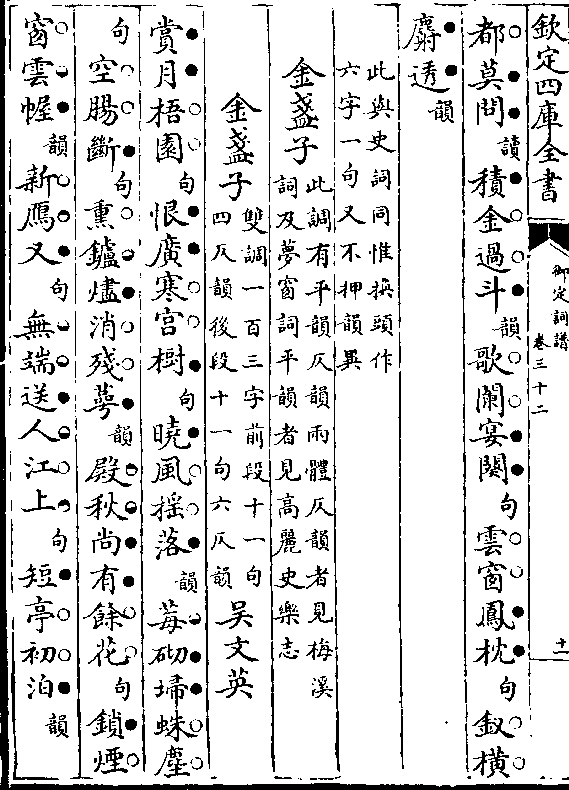 欽定四庫全書
御定詞譜
卷三十二
十一
都莫問讀積金過斗韻歌闌宴闋句雲窗鳳枕句釵橫
麝透韻
此與史詞同惟換頭作
六字一句又不押韻異
金盞子此調有平韻仄韻兩體仄韻者見梅溪
詞及夢窗詞平韻者見高麗史樂志
金盞子雙調一百三字前段十一句
四仄韻後段十一句六仄韻吳文英
賞月梧園句恨廣寒宮樹句曉風搖落韻莓砌埽蛛塵
句空腸斷句熏鑪燼消殘萼韻殿秋尚有餘花句鎖煙
窗雲幄韻新鴈又句無端送人江上句短亭初泊韻